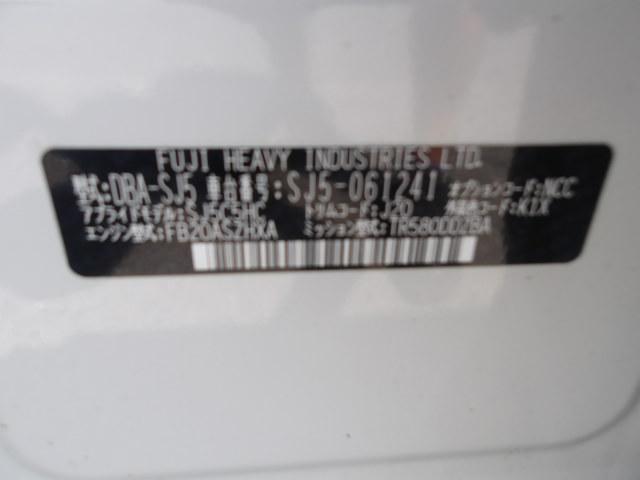 FUJI HEAVY INDUSTRIES LTD.
型式:DBA-SJ5 車台番号:SJ5-061241 オプションコード:NCC
アプライドモデル:SJ5C5HC トリムコード:J20 外装色コード:K1X
エンジン型式:FB20ASZHXA ミッション型式:TR580DDZBA